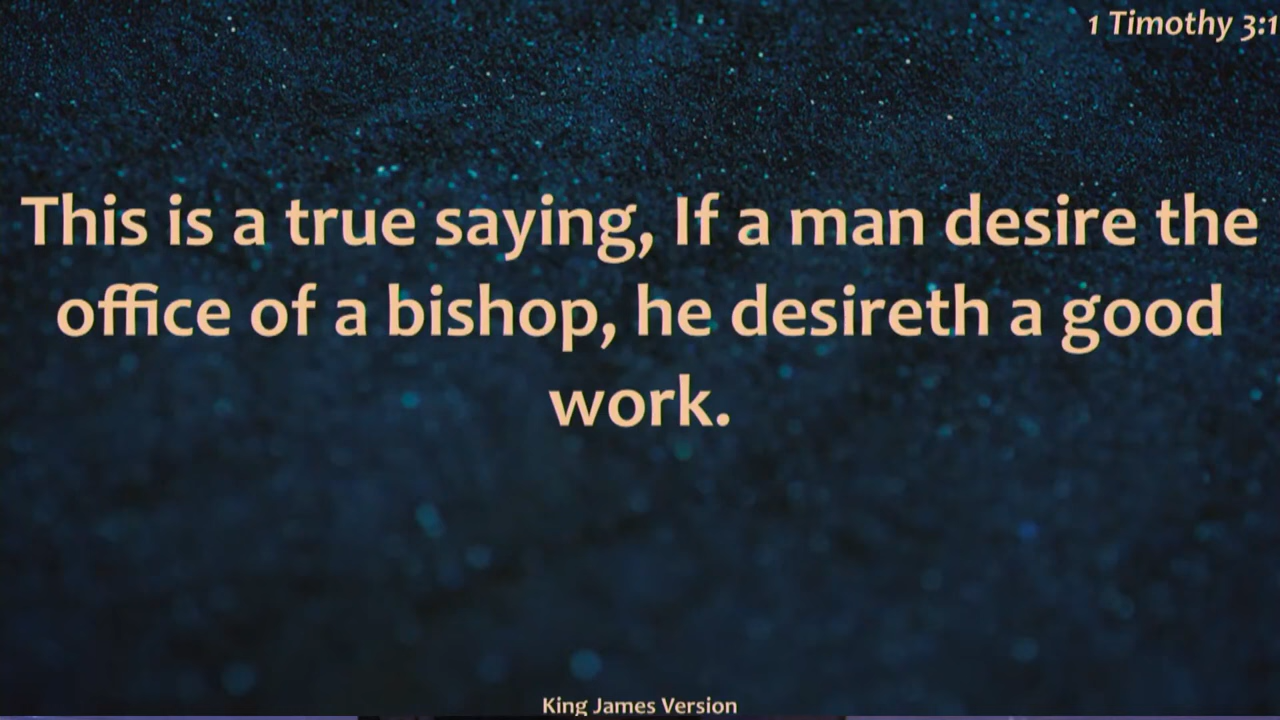 1 Timothy 3:1
This is a true saying, If a man desire the
office of a bishop, he desireth a good
work.
King James Version